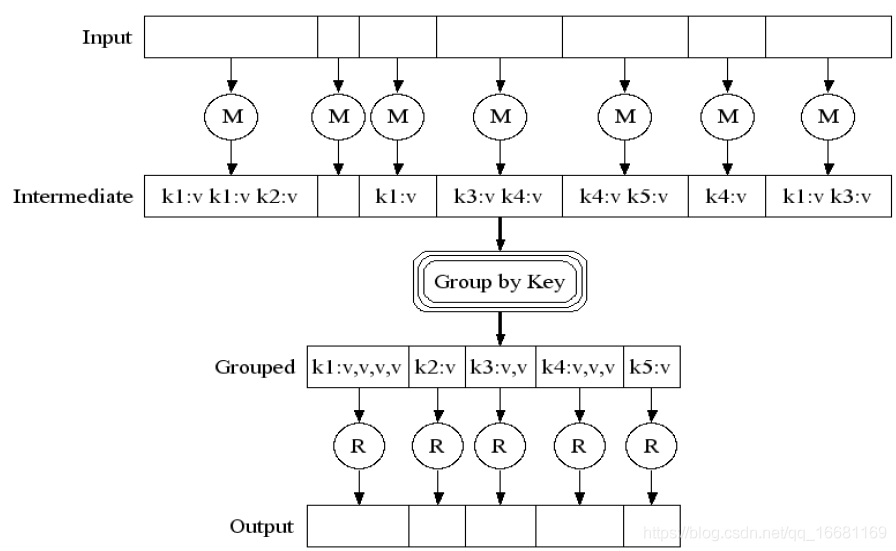 Input
M M M M M M M
Intermediate k1:v k1:v k2:v k1:v k3:v k4:v k4:v k5:v k4:v k1:v k3:v
Group by Key
Grouped k1:v,v,v,v k2:v k3:v,v k4:v,v,v k5:v
R R R R R
Output
https://blog.csdn.net/qq_16681169